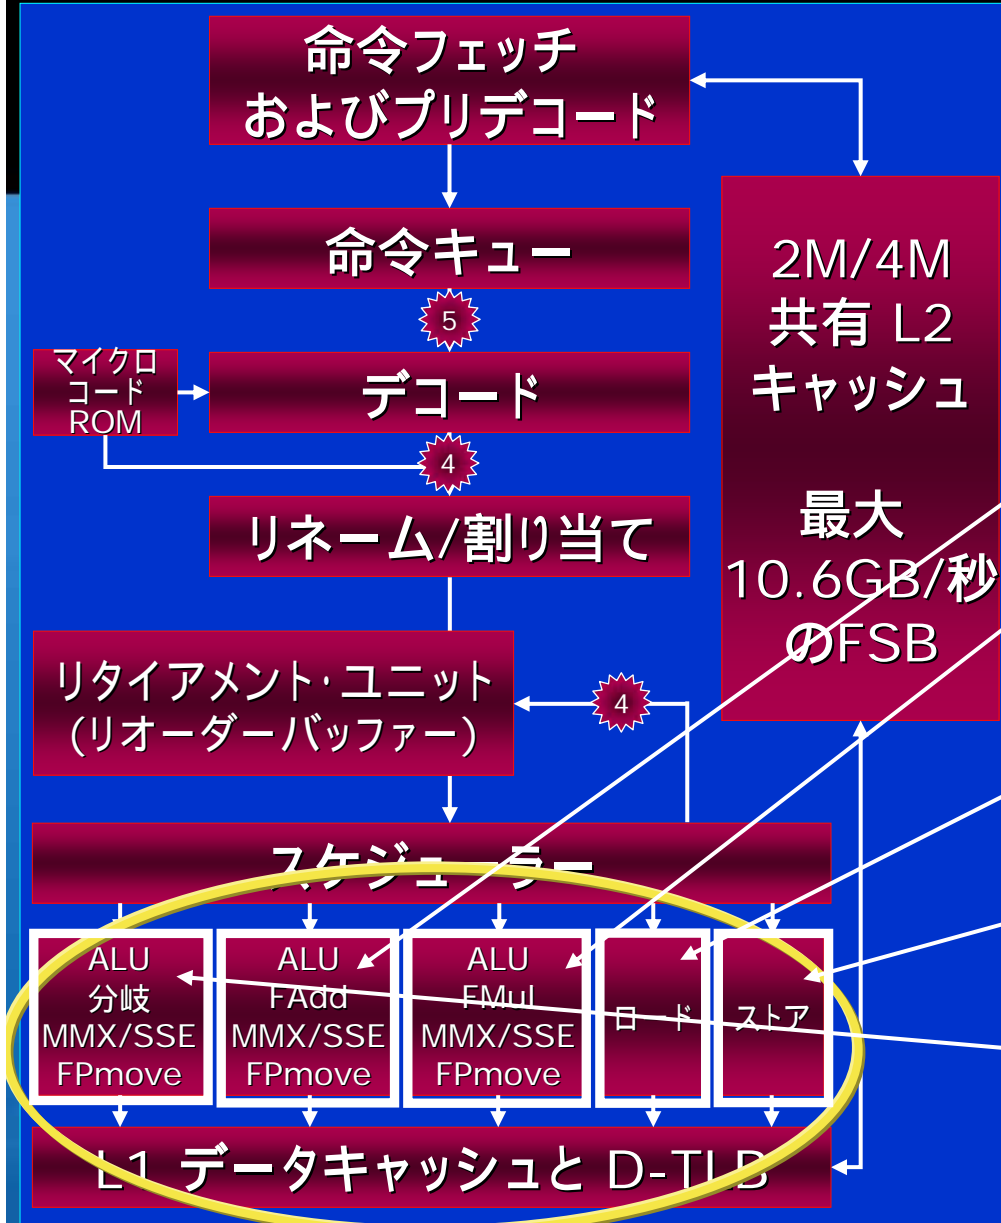 命令フェッチ
およびプリデコード
命令キュー
5
マイクロ
コード
ROM
デコード
4
リネーム/割り当て
2M/4M
共有 L2
キャッシュ
最大
10.6GB/秒
のFSB
リタイアメント・ユニット
(リオーダーバッファー)
4
スケジューラー
ALU
分岐
MMX/SSE
FPmove
ALU
FAdd
MMX/SSE
FPmove
ALU
FMul
MMX/SSE
FPmove
ロード
ストア
L1 データキャッシュと D-TLB